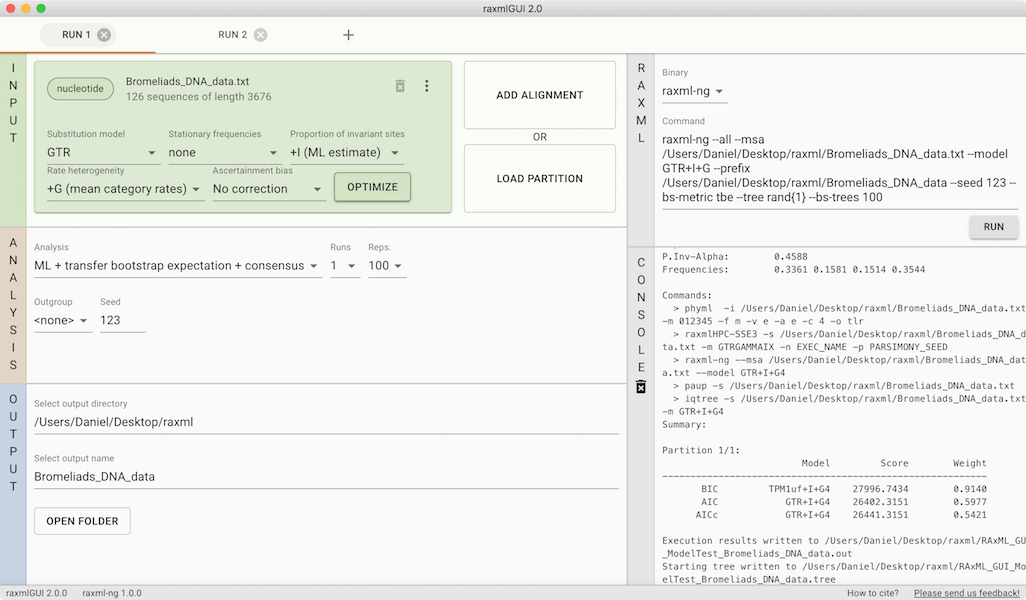 raxmlGUI 2.0
RUN 1
RUN 2
INPUT
nucleotide
Bromeliads_DNA_data.txt
126 sequences of length 3676
Substitution model
Stationary frequencies
Proportion of invariant sites
GTR
none
+I (ML estimate)
Rate heterogeneity
Ascertainment bias
+G (mean category rates)
No correction
OPTIMIZE
ADD ALIGNMENT
OR
LOAD PARTITION
ANALYSIS
Analysis
Runs
Reps.
ML + transfer bootstrap expectation + consensus
1
100
Outgroup
Seed
<none>
123
OUTPUT
Select output directory
/Users/Daniel/Desktop/raxml
Select output name
Bromeliads_DNA_data
OPEN FOLDER
RAXML
Binary
raxml-ng
Command
raxml-ng --all --msa
/Users/Daniel/Desktop/raxml/Bromeliads_DNA_data.txt --model
GTR+I+G --prefix
/Users/Daniel/Desktop/raxml/Bromeliads_DNA_data --seed 123 --
bs-metric tbe --tree rand{1} --bs-trees 100
RUN
CONSOLE
P.Inv-Alpha: 0.4588
Frequencies: 0.3361 0.1581 0.1514 0.3544
Commands:
> phyml -i /Users/Daniel/Desktop/raxml/Bromeliads_DNA_data.txt
-m 012345 -f m -v e -a e -c 4 -o tlr
> raxmlHPC-SSE3 -s /Users/Daniel/Desktop/raxml/Bromeliads_DNA_d
ta.txt -m GTRGAMMAIX -n EXEC_NAME -p PARSIMONY_SEED
> raxml-ng --msa /Users/Daniel/Desktop/raxml/Bromeliads_DNA_dat
a.txt --model GTR+I+G4
> paup -s /Users/Daniel/Desktop/raxml/Bromeliads_DNA_data.txt
> iqtree -s /Users/Daniel/Desktop/raxml/Bromeliads_DNA_data.txt
-m GTR+I+G4
Summary:
Partition 1/1:
Model Score Weight
----------------------------------------------------------
BIC TPM1uf+I+G4 27996.7434 0.9140
AIC GTR+I+G4 26402.3151 0.5977
AICc GTR+I+G4 26441.3151 0.5421
Execution results written to /Users/Daniel/Desktop/raxml/RAxML_GU
_ModelTest_Bromeliads_DNA_data.out
Starting tree written to /Users/Daniel/Desktop/raxml/RAxML_GUI_Mo
elTest_Bromeliads_DNA_data.tree
raxmlGUI 2.0.0
raxml-ng 1.0.0
How to cite?
Please send us feedback!